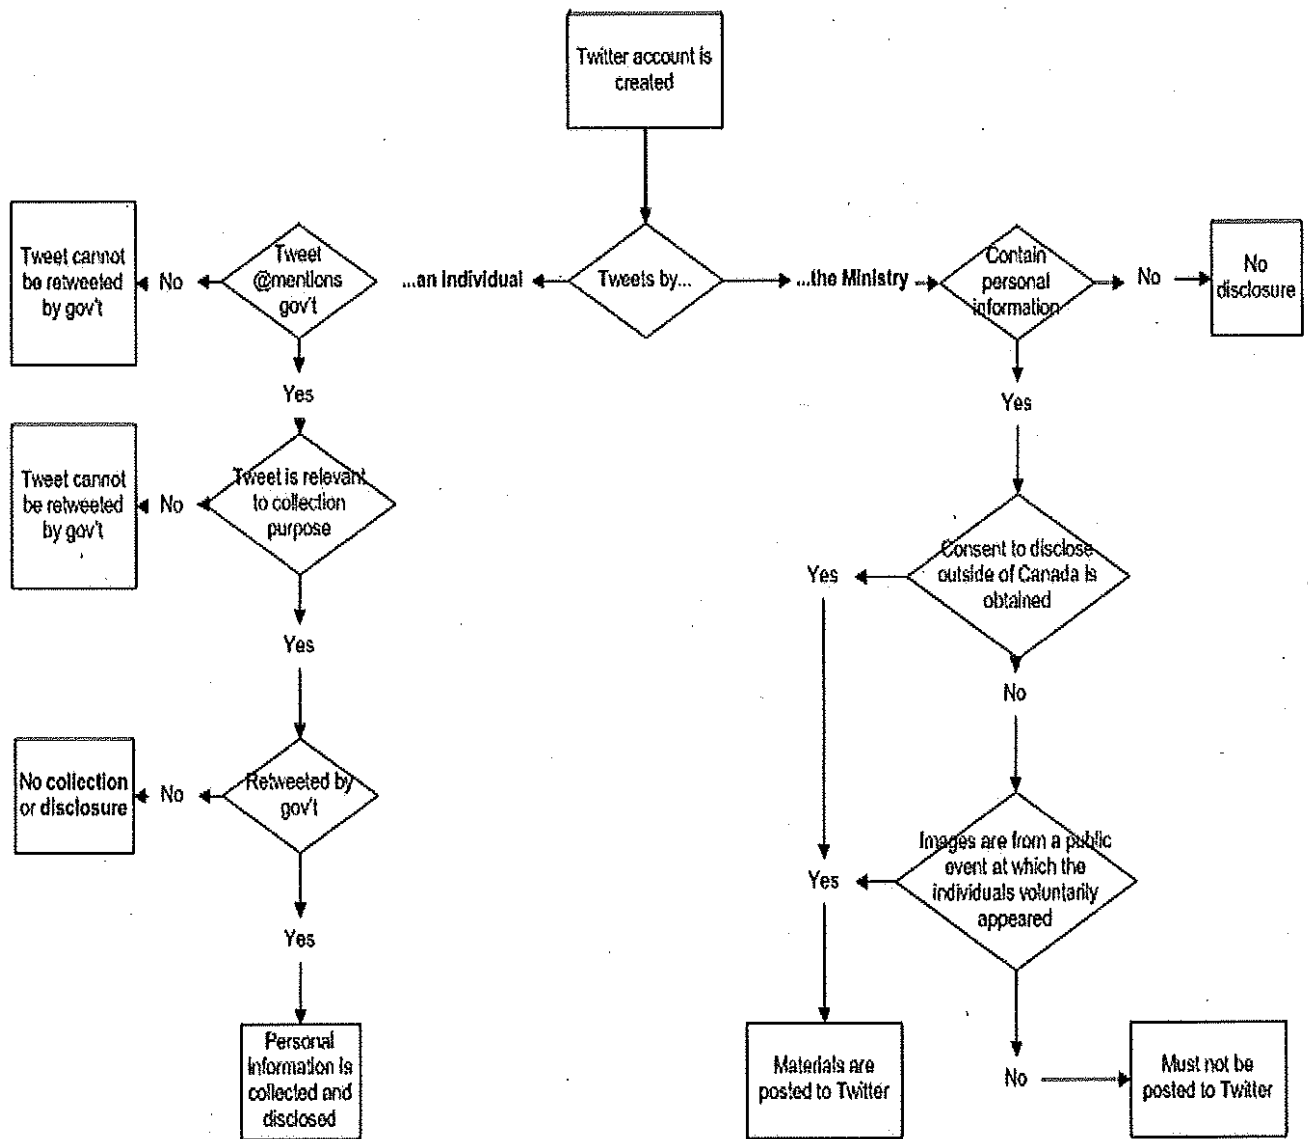 Twitter account is
created
Tweet cannot
be retweeted
by gov't
No
Tweet
@mentions
gov't
...an individual
Tweets by...
...the Ministry
Contain
personal
information
No
No
disclosure
Yes
Yes
Tweet cannot
be retweeted
by gov't
No
Tweet is relevant
to collection
purpose
Yes
Consent to disclose
outside of Canada is
obtained
Yes
No
No collection
or disclosure
No
Retweeted by
gov't
Yes
Images are from a public
event at which the
individuals voluntarily
appeared
Yes
Personal
Information is
collected and
disclosed
Materials are
posted to Twitter
No
Must not be
posted to Twitter